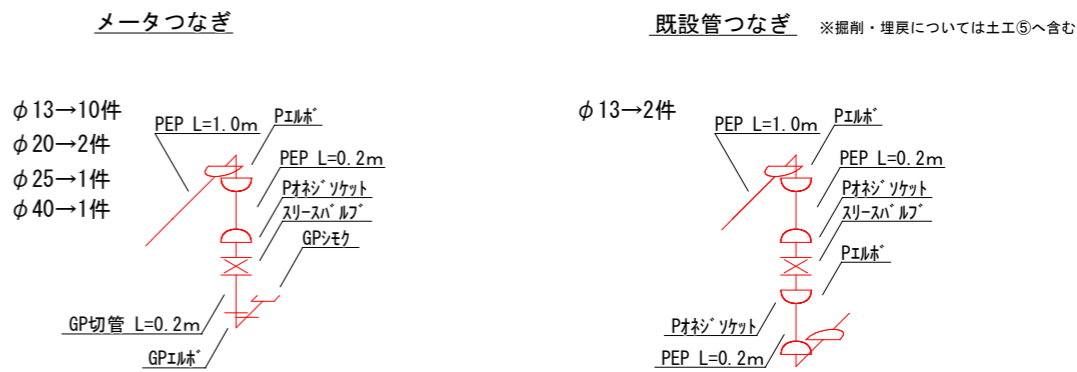 メータつなぎ
φ13→10件
φ20→2件
φ25→1件
φ40→1件
PEP L=1.0m
Pエルボ
PEP L=0.2m
Pオネジソケット
スリースバルブ
GPシモク
GP切管 L=0.2m
GPエルボ
既設管つなぎ ※掘削・埋戻については土工⑤へ含む
φ13→2件
PEP L=1.0m
Pエルボ
PEP L=0.2m
Pオネジソケット
スリースバルブ
Pエルボ
Pオネジソケット
PEP L=0.2m